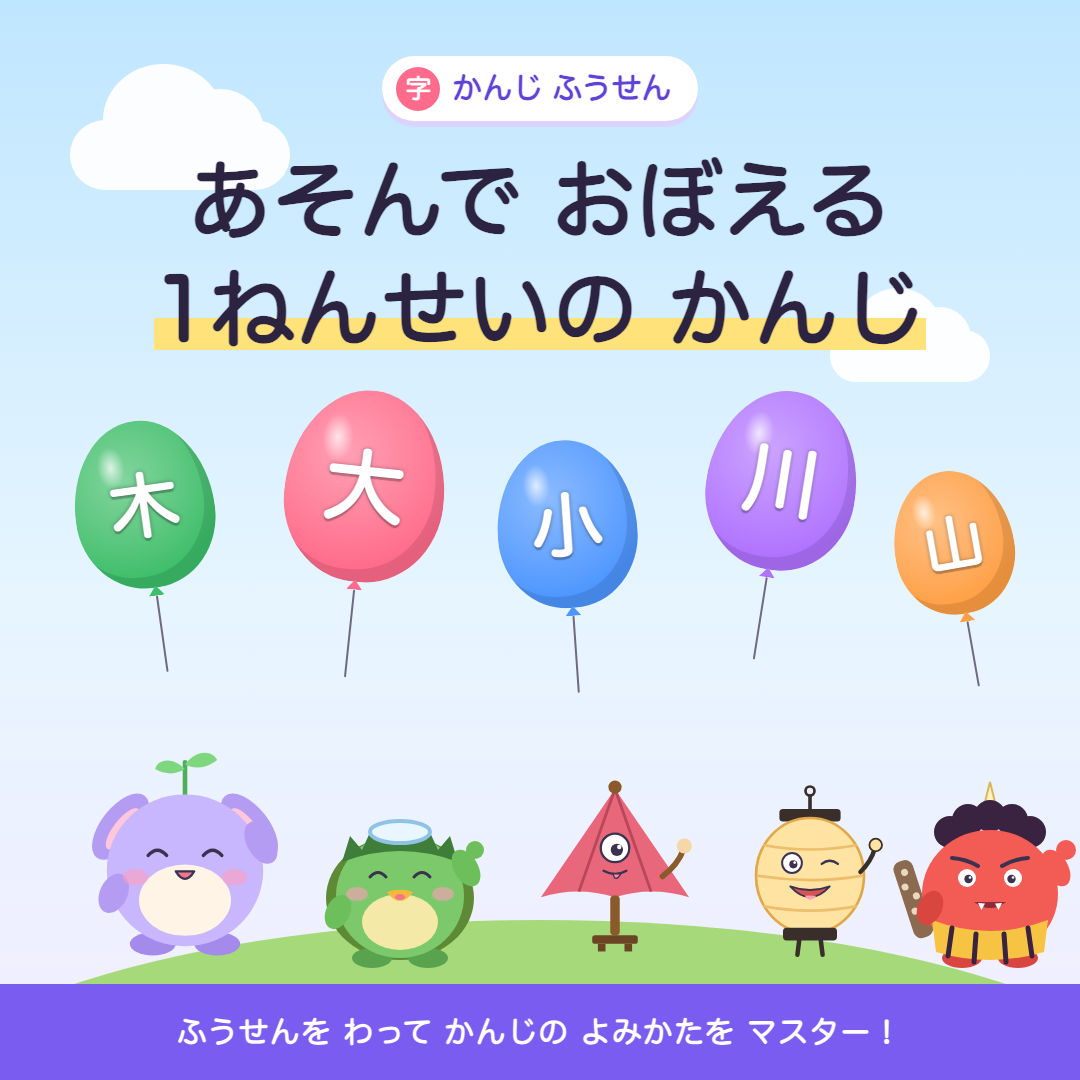 字 かんじ ふうせん
あそんで おぼえる
1ねんせいの かんじ
木 大 小 川 山
ふうせんを わって かんじの よみかたを マスター！